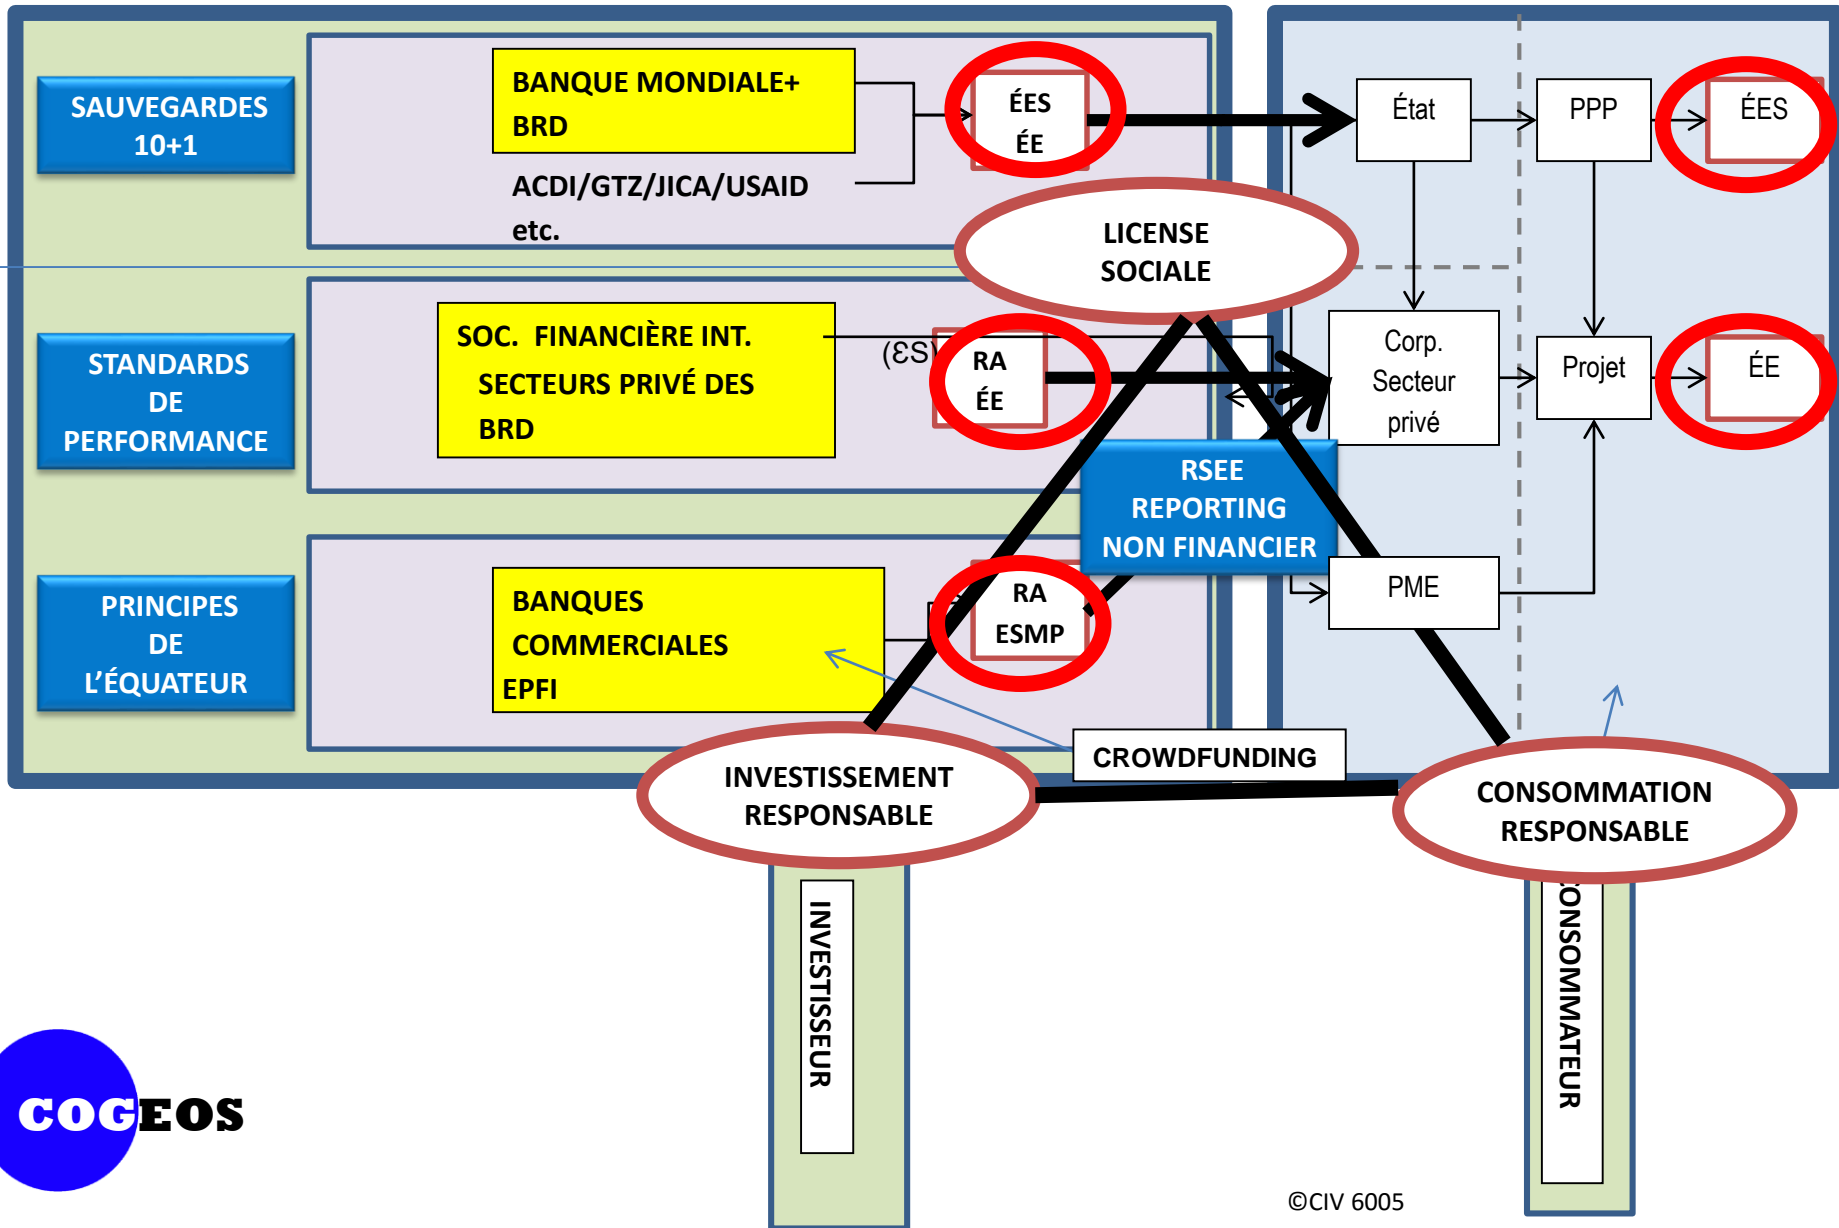 SAUVEGARDES
10+1
BANQUE MONDIALE+
BRD
ACDI/GTZ/JICA/USAID
etc.
ÉES
ÉE
État
PPP
ÉES
LICENSE
SOCIALE
STANDARDS
DE
PERFORMANCE
SOC. FINANCIÈRE INT.
SECTEURS PRIVÉ DES
BRD
(ƐS)
RA
ÉE
Corp.
Secteur
privé
Projet
ÉE
RSEE
REPORTING
NON FINANCIER
PRINCIPES
DE
L'ÉQUATEUR
BANQUES
COMMERCIALES
EPFI
RA
ESMP
PME
CROWDFUNDING
INVESTISSEMENT
RESPONSABLE
CONSOMMATION
RESPONSABLE
INVESTISSEUR
CONSOMMATEUR
COGEOS
©CIV 6005